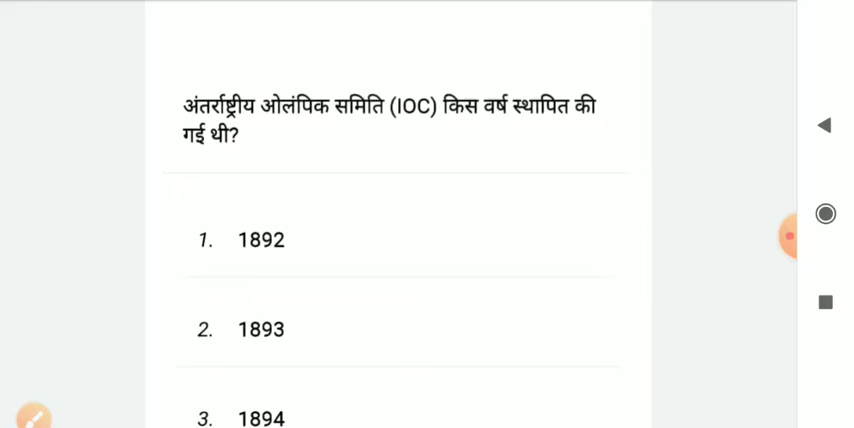 अंतर्राष्ट्रीय ओलंपिक समिति (IOC) किस वर्ष स्थापित की
गई थी?
1. 1892
2. 1893
3. 1894